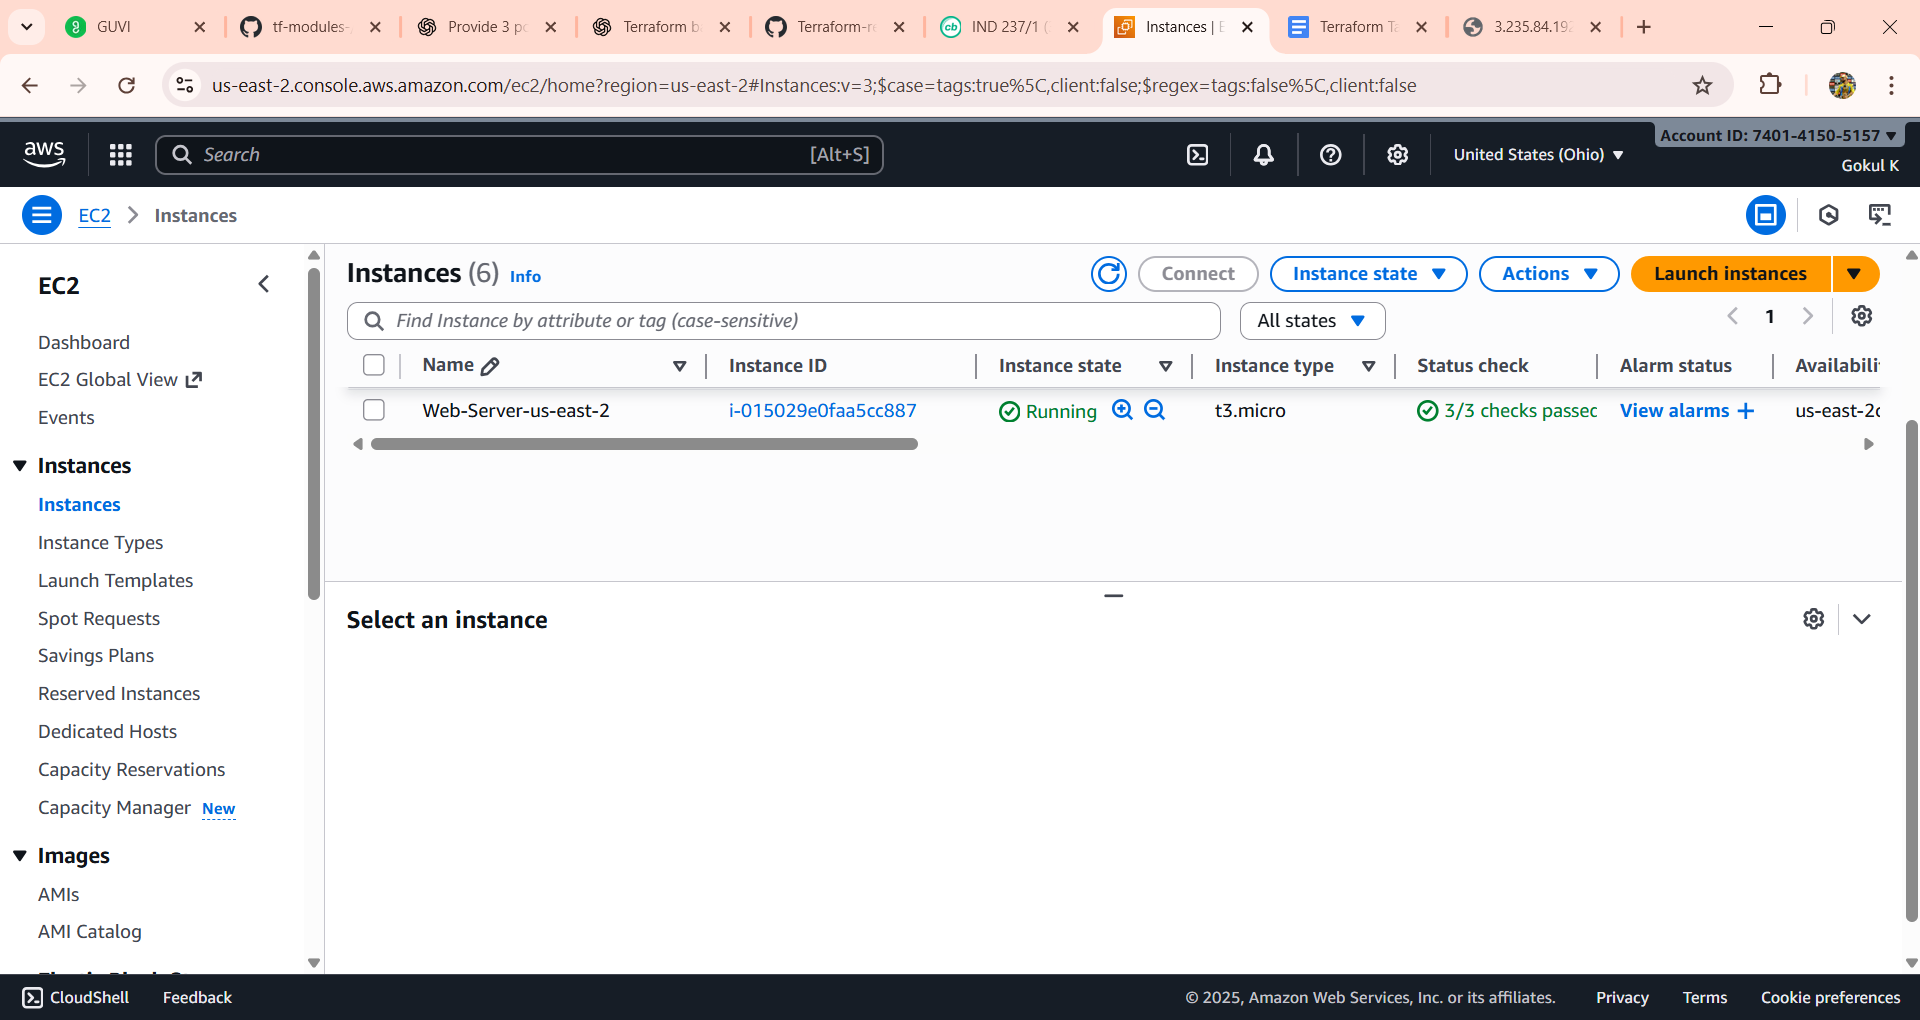 GUVI
tf-modules-
Provide 3 po
Terraform b
Terraform-re
cb
IND 237/1 (
Instances | E
Terraform Ta
3.235.84.192
us-east-2.console.aws.amazon.com/ec2/home?region=us-east-2#Instances:v=3;$case=tags:true%5C,client:false;$regex=tags:false%5C,client:false
aws
Search
[Alt+S]
United States (Ohio)
Account ID: 7401-4150-5157
Gokul K
EC2
Instances
EC2
Dashboard
EC2 Global View
Events
Instances
Instances
Instance Types
Launch Templates
Spot Requests
Savings Plans
Reserved Instances
Dedicated Hosts
Capacity Reservations
Capacity Manager New
Images
AMIs
AMI Catalog
Instances (6) Info
Connect
Instance state
Actions
Launch instances
Find Instance by attribute or tag (case-sensitive)
All states
1
Name
Instance ID
Instance state
Instance type
Status check
Alarm status
Availabili
Web-Server-us-east-2
i-015029e0faa5cc887
Running
t3.micro
3/3 checks passec
View alarms +
us-east-2c
Select an instance
CloudShell
Feedback
© 2025, Amazon Web Services, Inc. or its affiliates.
Privacy
Terms
Cookie preferences